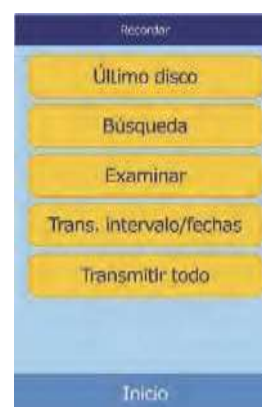 Recordar
Último disco
Búsqueda
Examinar
Trans. intervalo/fechas
Transmitir todo
Inicio